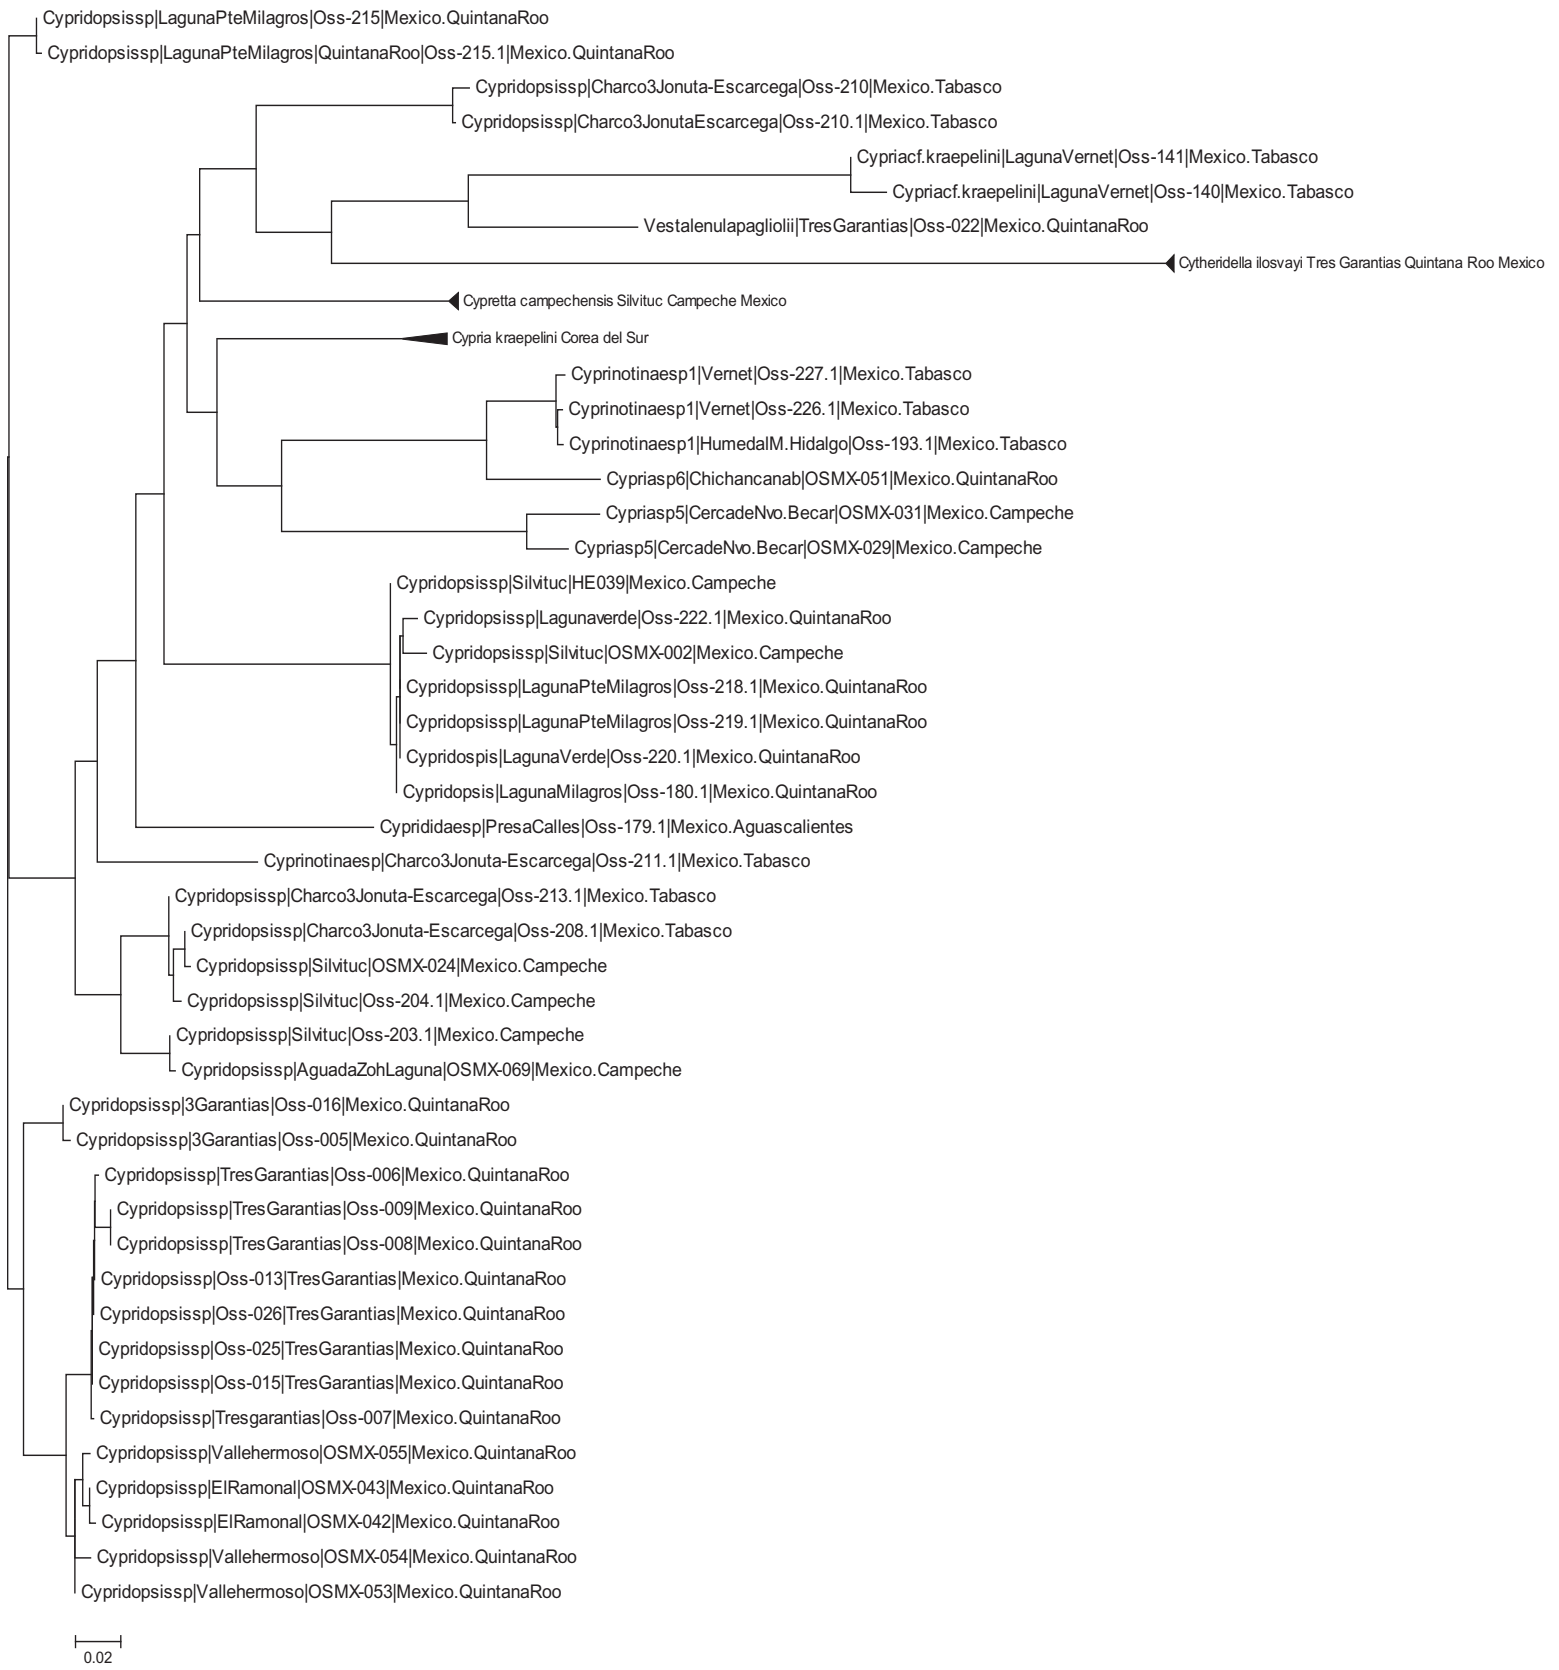 Cypridopsissp|LagunaPteMilagros|Oss-215|Mexico.QuintanaRoo
Cypridopsissp|LagunaPteMilagros|QuintanaRoo|Oss-215.1|Mexico.QuintanaRoo
Cypridopsissp|Charco3Jonuta-Escarcega|Oss-210|Mexico.Tabasco
Cypridopsissp|Charco3JonutaEscarcega|Oss-210.1|Mexico.Tabasco
Cypriacf.kraepelini|LagunaVernet|Oss-141|Mexico.Tabasco
Cypriacf.kraepelini|LagunaVernet|Oss-140|Mexico.Tabasco
Vestalenulapagliolii|TresGarantias|Oss-022|Mexico.QuintanaRoo
Cytheridella ilosvayi Tres Garantias Quintana Roo Mexico
Cypretta campechensis Silvituc Campeche Mexico
Cypria kraepelini Corea del Sur
Cyprinotinaesp1|Vernet|Oss-227.1|Mexico.Tabasco
Cyprinotinaesp1|Vernet|Oss-226.1|Mexico.Tabasco
Cyprinotinaesp1|HumedalM.Hidalgo|Oss-193.1|Mexico.Tabasco
Cypriasp6|Chichancanab|OSMX-051|Mexico.QuintanaRoo
Cypriasp5|CercadeNvo.Becar|OSMX-031|Mexico.Campeche
Cypriasp5|CercadeNvo.Becar|OSMX-029|Mexico.Campeche
Cypridopsissp|Silvituc|HE039|Mexico.Campeche
Cypridopsissp|Lagunaverde|Oss-222.1|Mexico.QuintanaRoo
Cypridopsissp|Silvituc|OSMX-002|Mexico.Campeche
Cypridopsissp|LagunaPteMilagros|Oss-218.1|Mexico.QuintanaRoo
Cypridopsissp|LagunaPteMilagros|Oss-219.1|Mexico.QuintanaRoo
Cypridospis|LagunaVerde|Oss-220.1|Mexico.QuintanaRoo
Cypridopsis|LagunaMilagros|Oss-180.1|Mexico.QuintanaRoo
Cyprididaesp|PresaCalles|Oss-179.1|Mexico.Aguascalientes
Cyprinotinaesp|Charco3Jonuta-Escarcega|Oss-211.1|Mexico.Tabasco
Cypridopsissp|Charco3Jonuta-Escarcega|Oss-213.1|Mexico.Tabasco
Cypridopsissp|Charco3Jonuta-Escarcega|Oss-208.1|Mexico.Tabasco
Cypridopsissp|Silvituc|OSMX-024|Mexico.Campeche
Cypridopsissp|Silvituc|Oss-204.1|Mexico.Campeche
Cypridopsissp|Silvituc|Oss-203.1|Mexico.Campeche
Cypridopsissp|AguadaZohLaguna|OSMX-069|Mexico.Campeche
Cypridopsissp|3Garantias|Oss-016|Mexico.QuintanaRoo
Cypridopsissp|3Garantias|Oss-005|Mexico.QuintanaRoo
Cypridopsissp|TresGarantias|Oss-006|Mexico.QuintanaRoo
Cypridopsissp|TresGarantias|Oss-009|Mexico.QuintanaRoo
Cypridopsissp|TresGarantias|Oss-008|Mexico.QuintanaRoo
Cypridopsissp|Oss-013|TresGarantias|Mexico.QuintanaRoo
Cypridopsissp|Oss-026|TresGarantias|Mexico.QuintanaRoo
Cypridopsissp|Oss-025|TresGarantias|Mexico.QuintanaRoo
Cypridopsissp|Oss-015|TresGarantias|Mexico.QuintanaRoo
Cypridopsissp|Tresgarantias|Oss-007|Mexico.QuintanaRoo
Cypridopsissp|Vallehermoso|OSMX-055|Mexico.QuintanaRoo
Cypridopsissp|ElRamonal|OSMX-043|Mexico.QuintanaRoo
Cypridopsissp|ElRamonal|OSMX-042|Mexico.QuintanaRoo
Cypridopsissp|Vallehermoso|OSMX-054|Mexico.QuintanaRoo
Cypridopsissp|Vallehermoso|OSMX-053|Mexico.QuintanaRoo
0.02